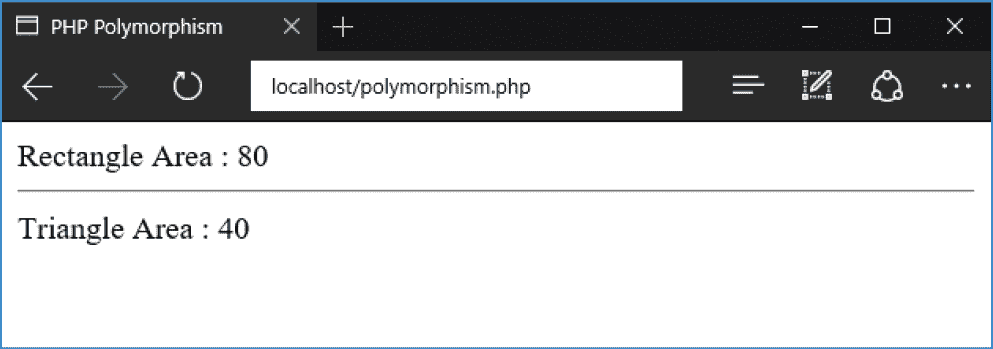 PHP Polymorphism
localhost/polymorphism.php
Rectangle Area : 80
Triangle Area : 40